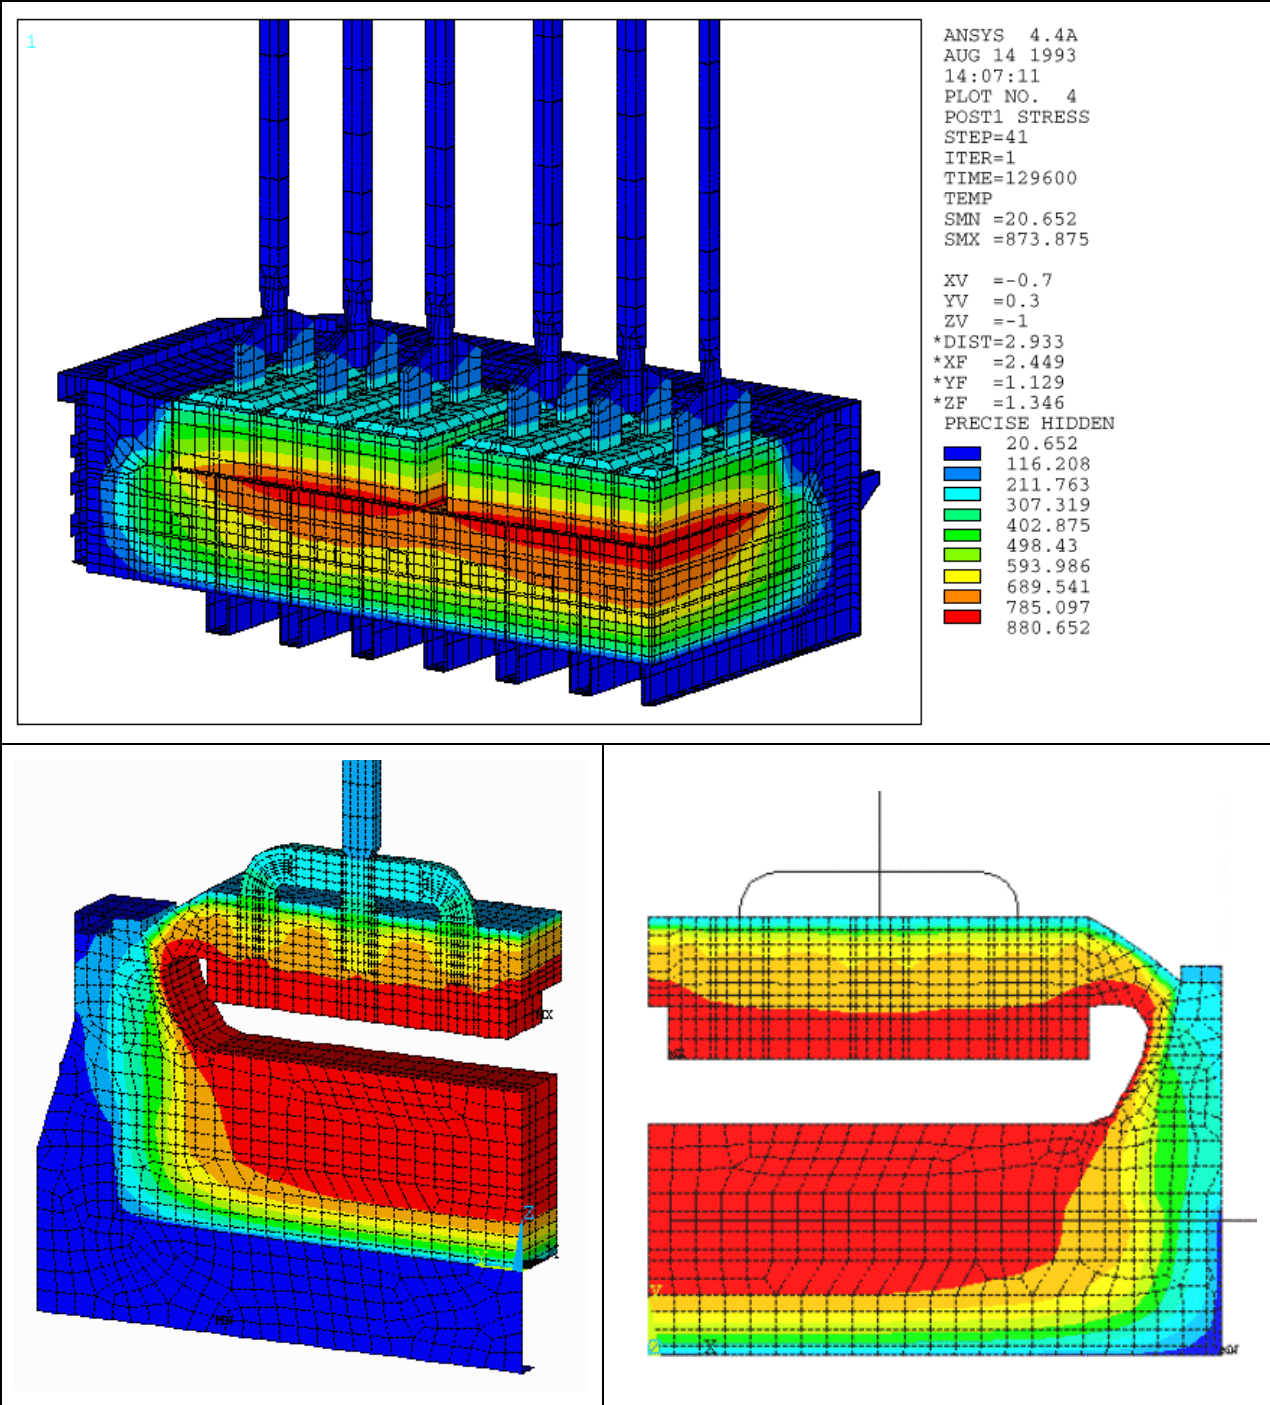 1
ANSYS 4.4A
AUG 14 1993
14:07:11
PLOT NO. 4
POST1 STRESS
STEP=41
ITER=1
TIME=129600
TEMP
SMN =20.652
SMX =873.875
XV =-0.7
YV =0.3
ZV =-1
*DIST=2.933
*XF =2.449
*YF =1.129
*ZF =1.346
PRECISE HIDDEN
20.652
116.208
211.763
307.319
402.875
498.43
593.986
689.541
785.097
880.652
MX
Z
MN
Y
Z
X